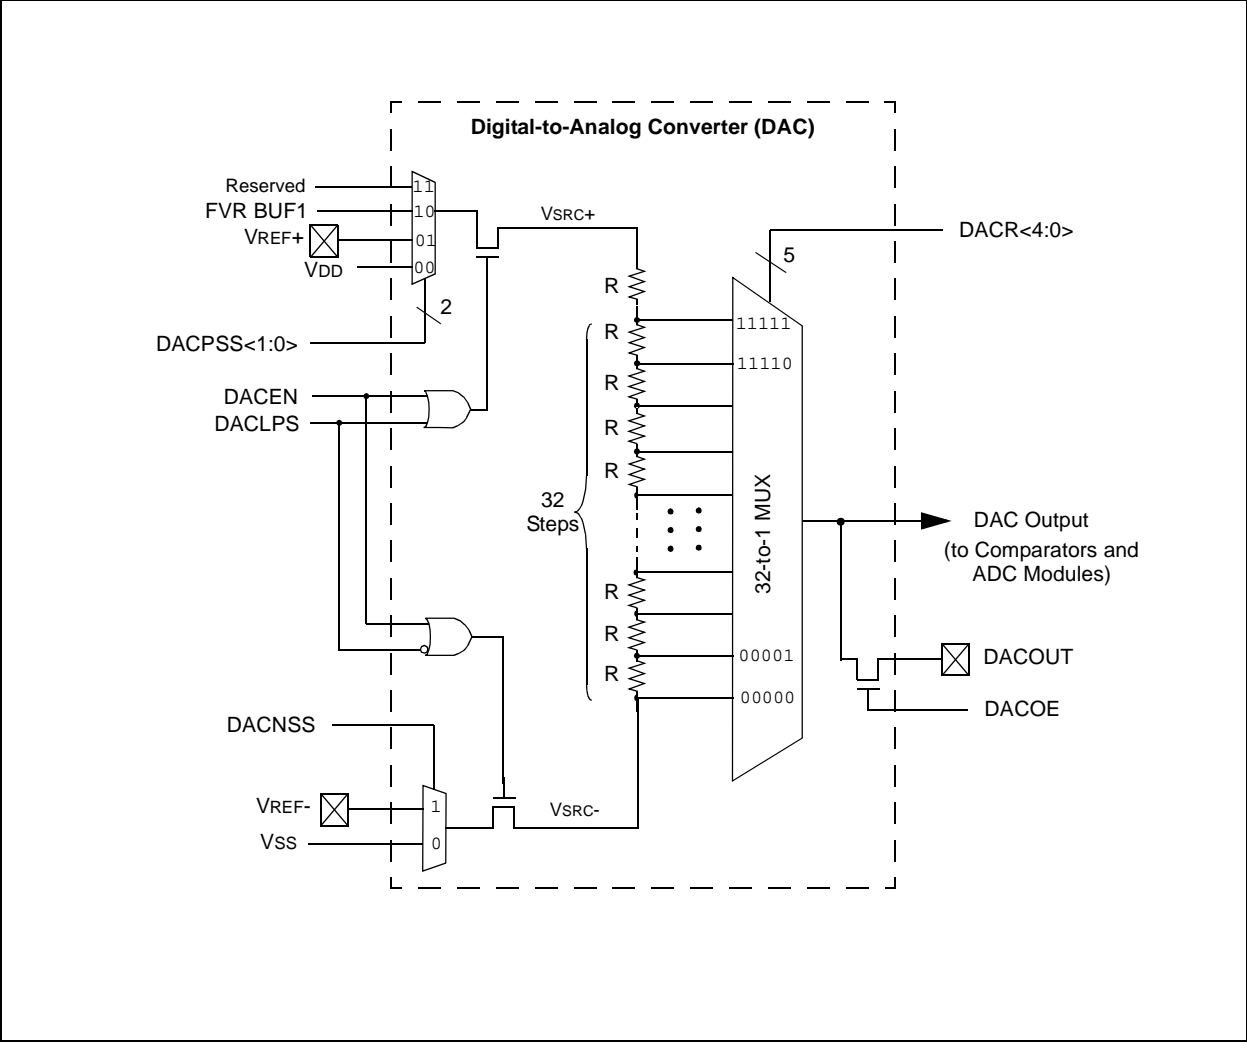 Digital-to-Analog Converter (DAC)
Reserved
11
FVR BUF1
10
VREF+
01
VDD
00
VSRC+
DACR<4:0>
5
2
DACPSS<1:0>
DACEN
DACLPS
R
R
R
R
R
R
R
R
32
Steps
11111
11110
32-to-1 MUX
00001
00000
DAC Output
(to Comparators and
ADC Modules)
DACOUT
DACOE
DACNSS
VREF-
1
VSS
0
VSRC-